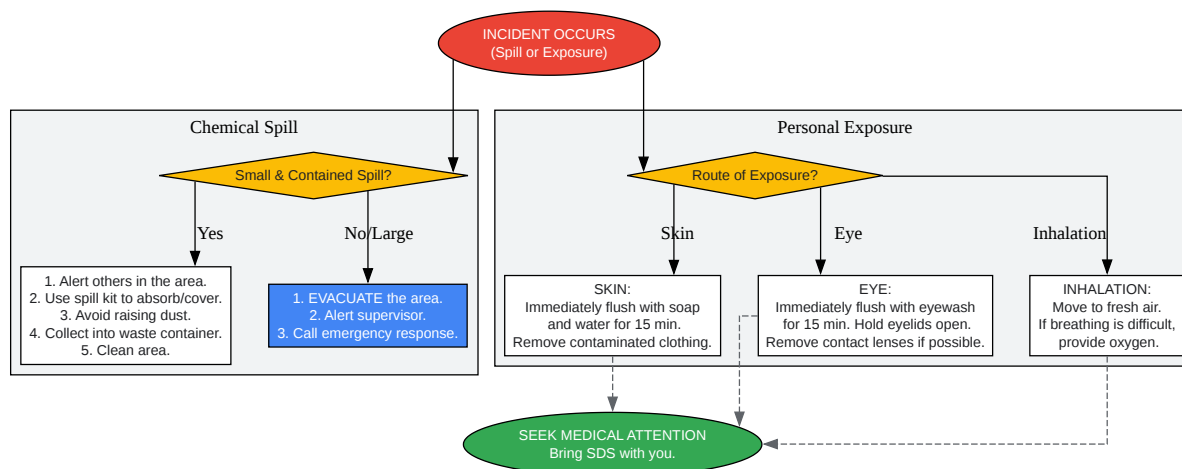 INCIDENT OCCURS
(Spill or Exposure)
Chemical Spill
Small & Contained Spill?
Yes
No/Large
1. Alert others in the area.
2. Use spill kit to absorb/cover.
3. Avoid raising dust.
4. Collect into waste container.
5. Clean area.
1. EVACUATE the area.
2. Alert supervisor.
3. Call emergency response.
Personal Exposure
Route of Exposure?
Skin
Eye
Inhalation
SKIN:
Immediately flush with soap
and water for 15 min.
Remove contaminated clothing.
EYE:
Immediately flush with eyewash
for 15 min. Hold eyelids open.
Remove contact lenses if possible.
INHALATION:
Move to fresh air.
If breathing is difficult,
provide oxygen.
SEEK MEDICAL ATTENTION
Bring SDS with you.